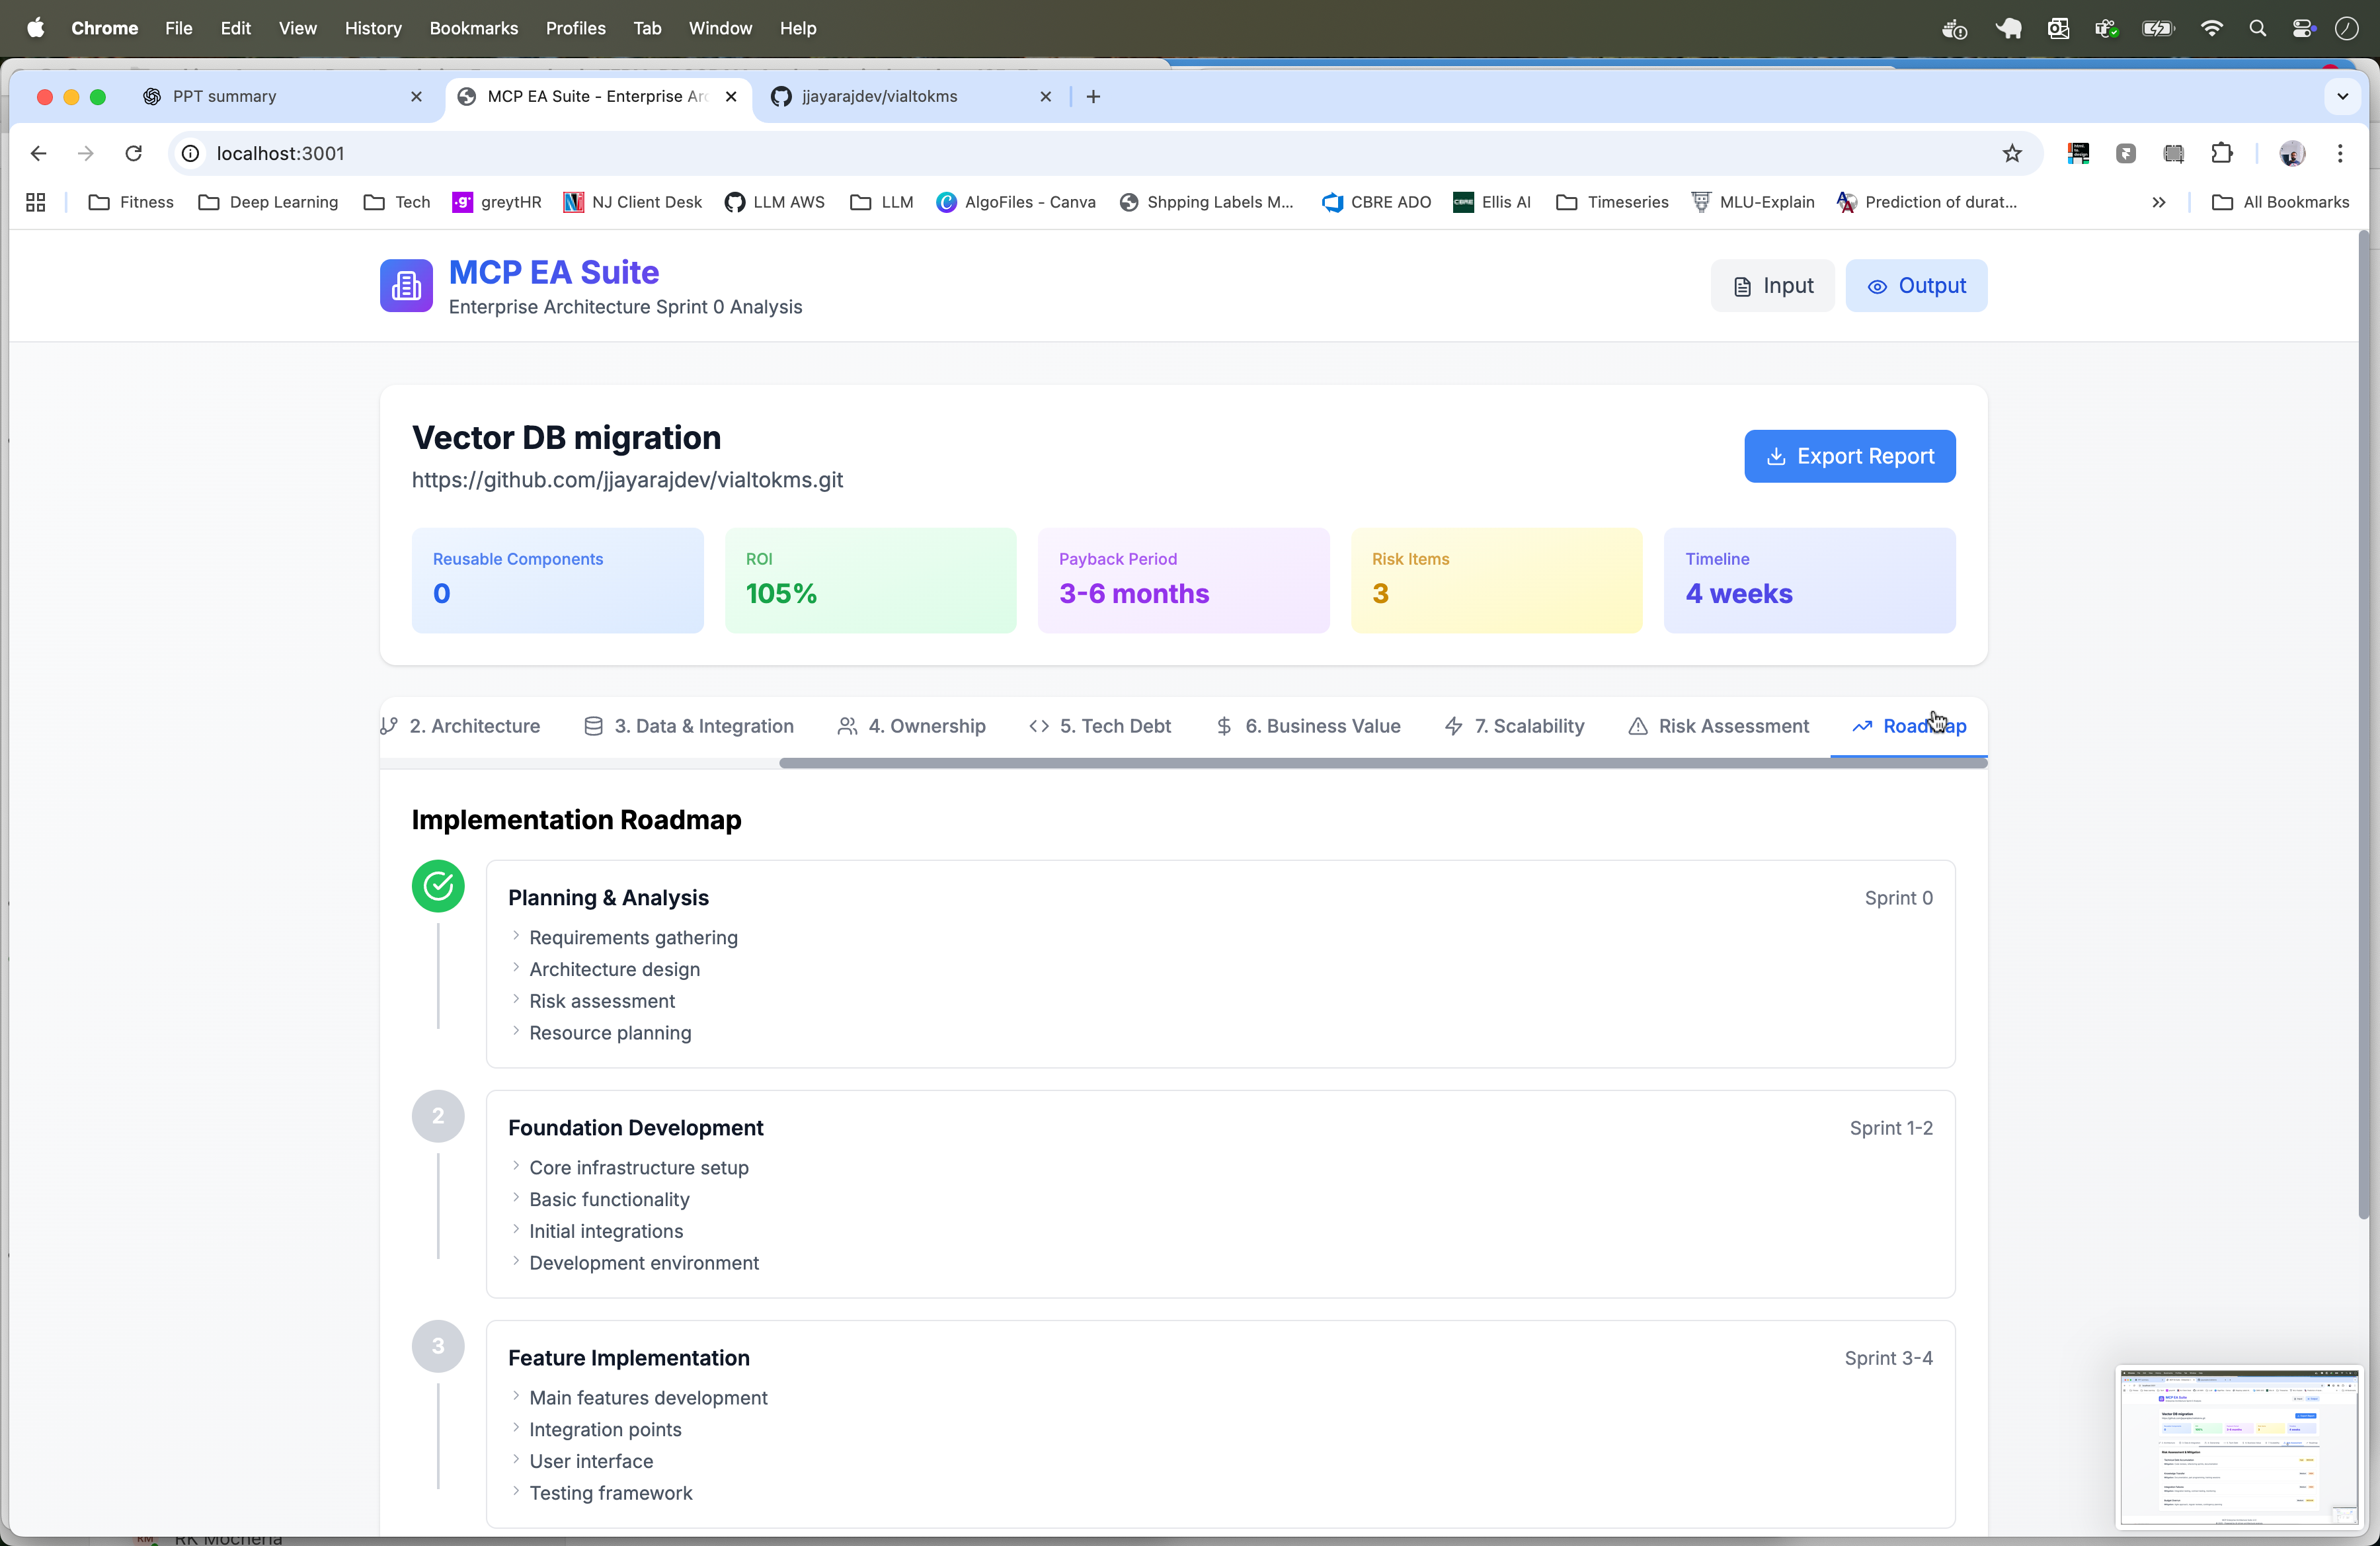 Chrome File Edit View History Bookmarks Profiles Tab Window Help
PPT summary
MCP EA Suite - Enterprise Arc
jjayarajdev/vialtokms
localhost:3001
Fitness Deep Learning Tech greytHR NJ Client Desk LLM AWS LLM AlgoFiles - Canva Shpping Labels M... CBRE ADO Ellis AI Timeseries MLU-Explain Prediction of durat... All Bookmarks
MCP EA Suite
Enterprise Architecture Sprint 0 Analysis
Input Output
Vector DB migration
https://github.com/jjayarajdev/vialtokms.git
Export Report
Reusable Components
0
ROI
105%
Payback Period
3-6 months
Risk Items
3
Timeline
4 weeks
2. Architecture 3. Data & Integration 4. Ownership 5. Tech Debt 6. Business Value 7. Scalability Risk Assessment Roadmap
Implementation Roadmap
Planning & Analysis Sprint 0
Requirements gathering
Architecture design
Risk assessment
Resource planning
2
Foundation Development Sprint 1-2
Core infrastructure setup
Basic functionality
Initial integrations
Development environment
3
Feature Implementation Sprint 3-4
Main features development
Integration points
User interface
Testing framework